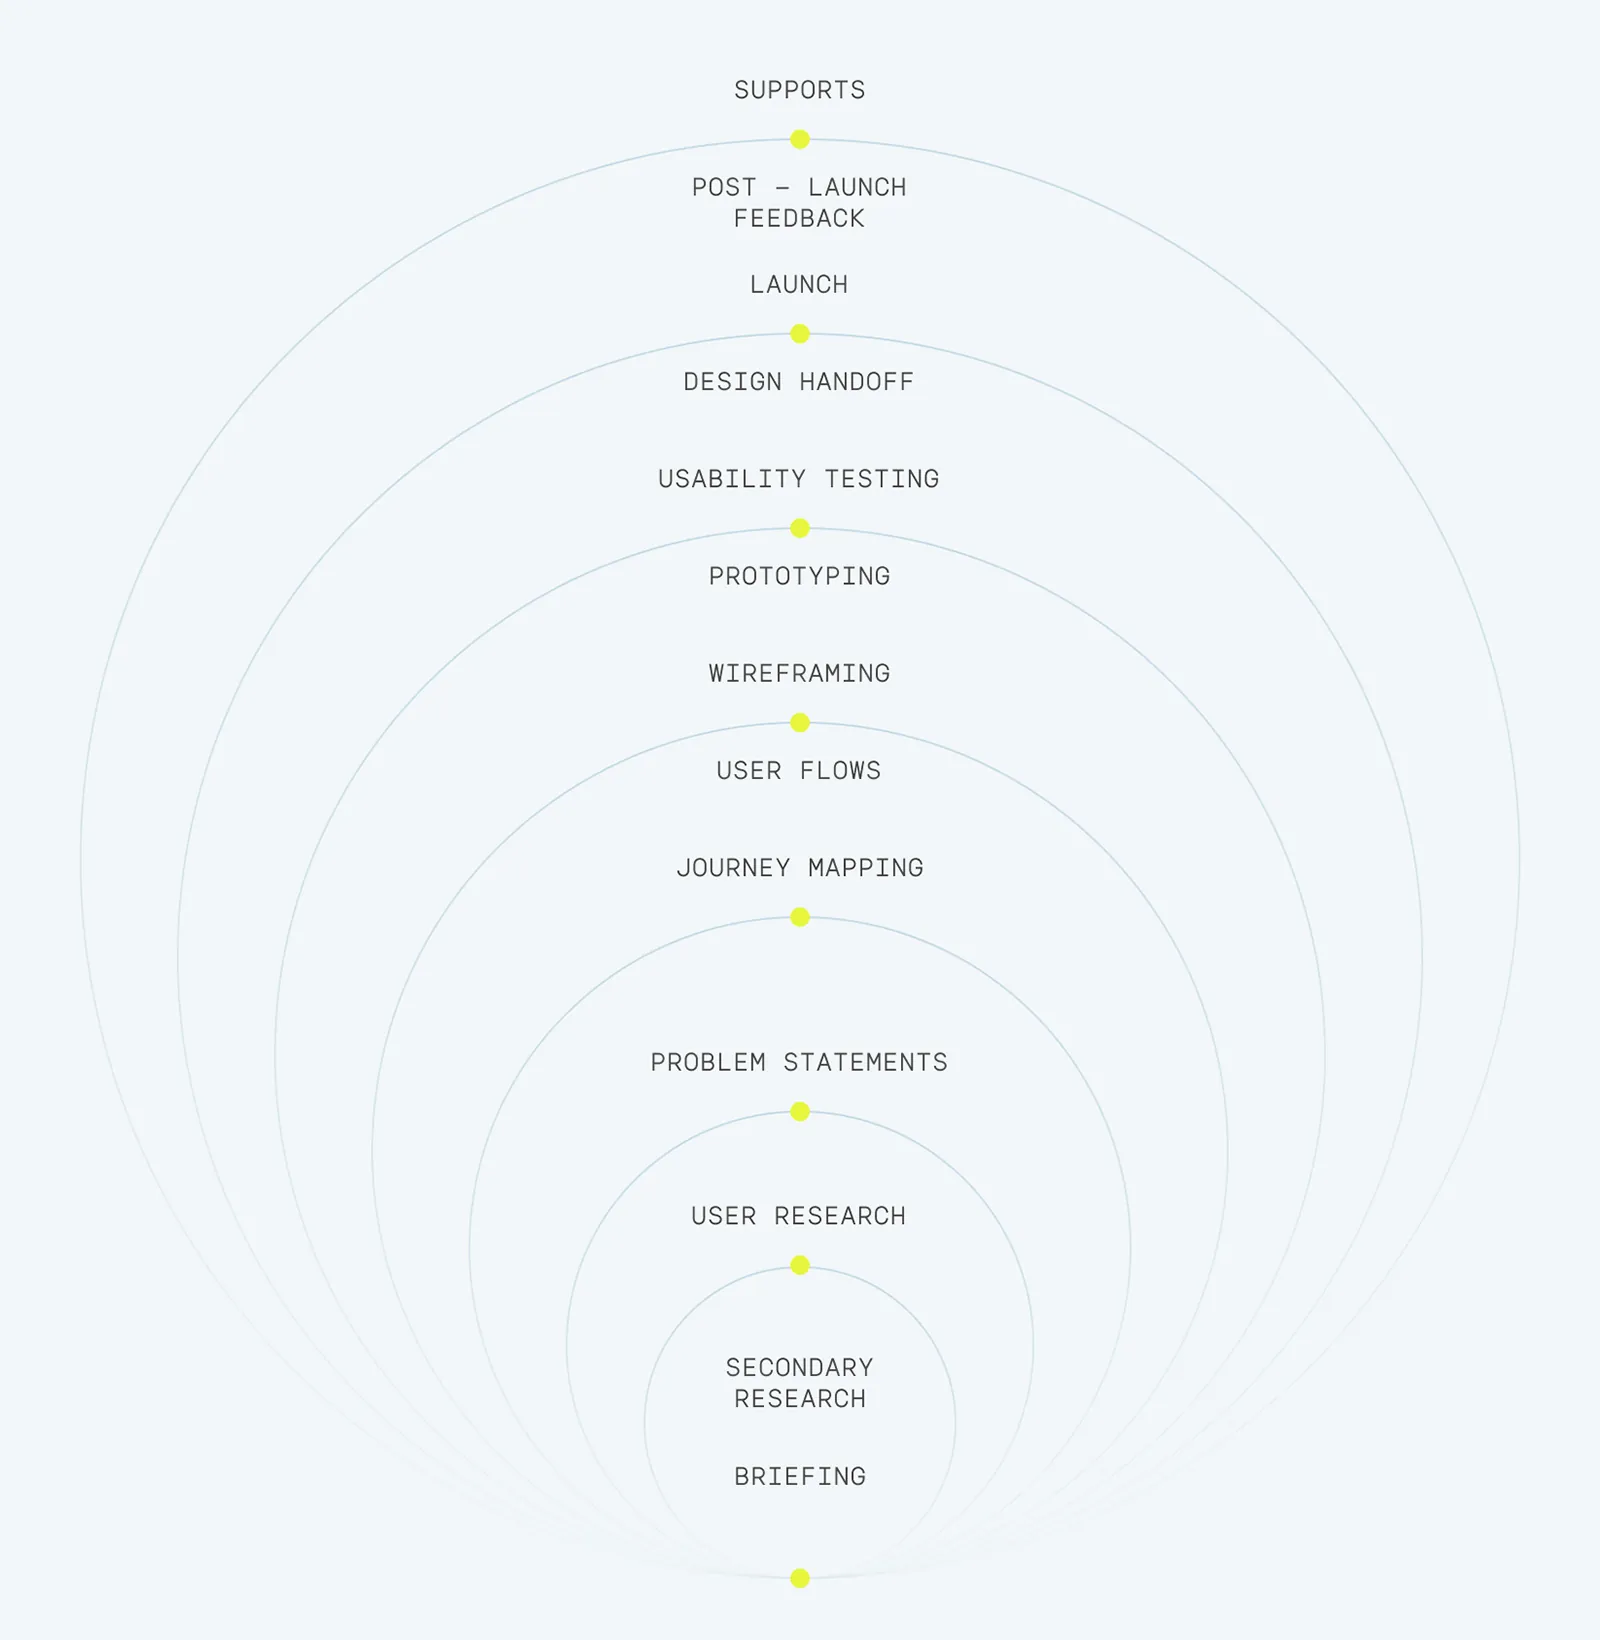 SUPPORTS
POST – LAUNCH
FEEDBACK
LAUNCH
DESIGN HANDOFF
USABILITY TESTING
PROTOTYPING
WIREFRAMING
USER FLOWS
JOURNEY MAPPING
PROBLEM STATEMENTS
USER RESEARCH
SECONDARY
RESEARCH
BRIEFING